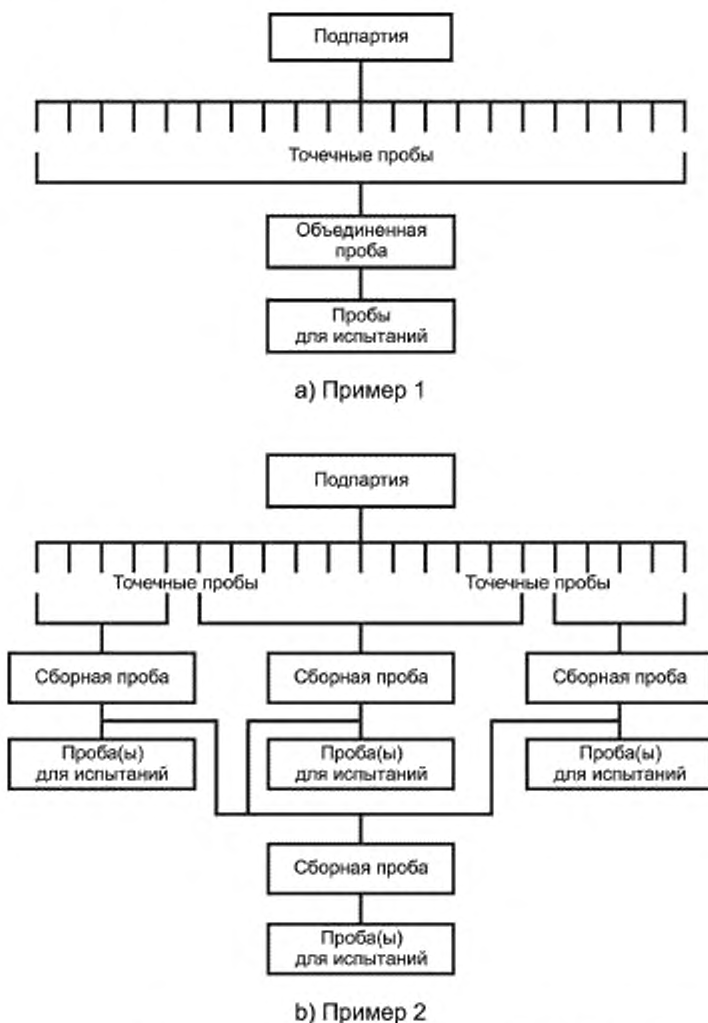 Подпартия
Точечные пробы
Объединенная
проба
Пробы
для испытаний
a) Пример 1
Подпартия
Точечные пробы
Точечные пробы
Сборная проба
Сборная проба
Сборная проба
Проба(ы)
для испытаний
Проба(ы)
для испытаний
Проба(ы)
для испытаний
Сборная проба
Проба(ы)
для испытаний
b) Пример 2